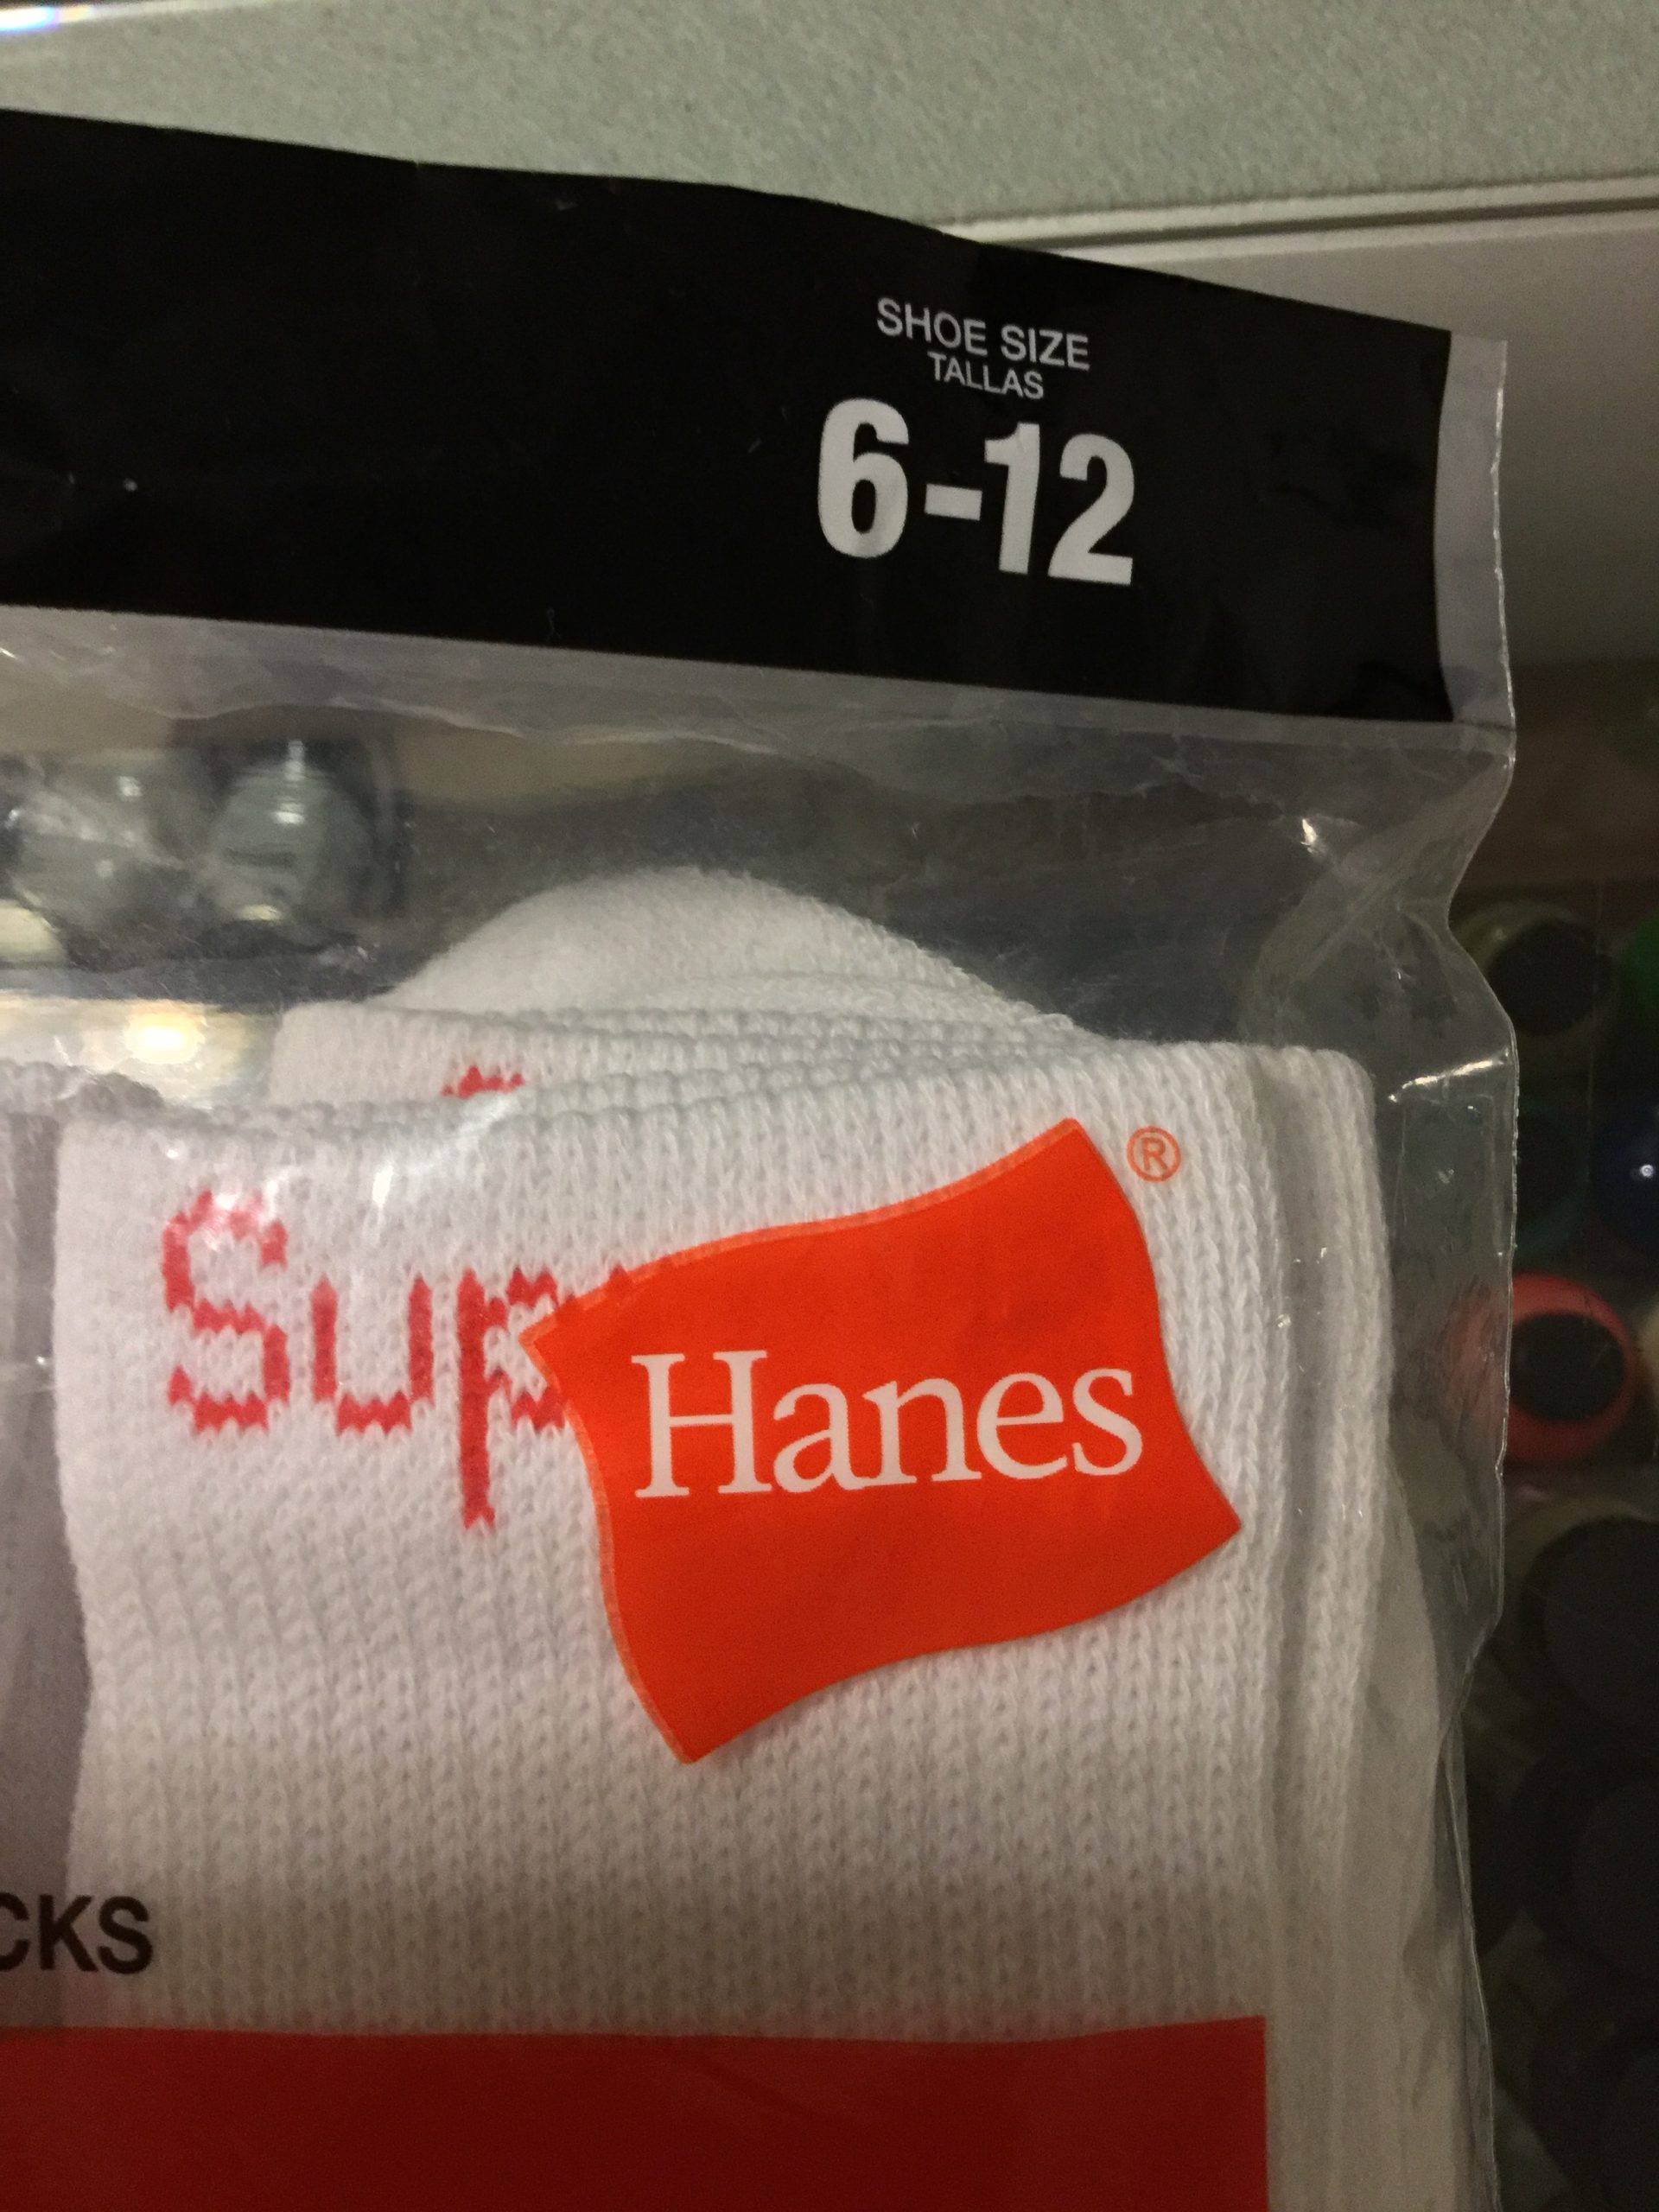 SHOE SIZE
TALLAS
6-12
®
Sup
Hanes
CKS